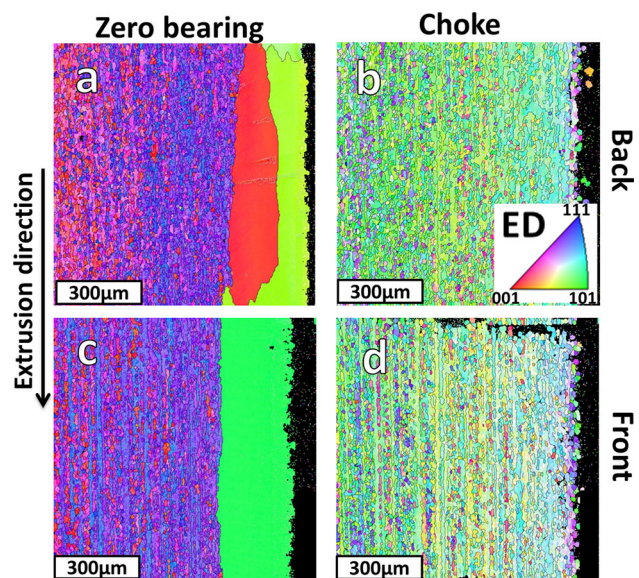 Zero bearing
Choke
a
b
Back
ED
111
001
101
300µm
300µm
Extrusion direction
c
d
Front
300µm
300µm